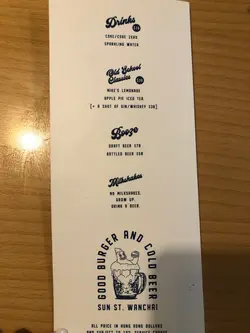 Drinks
COKE/COKE ZERO
SPARKLING WATER
Old School
Classics
MIKE'S LEMONADE
APPLE PIE ICED TEA
(+ A SHOT OF GIN/WHISKEY
Booze
DRAFT BEER
BOTTLED BEER
Milkshakes
NO MILKSHAKES.
GROW UP.
DRINK A BEER.
GOOD BURGER AND COLD BEER
SUN ST. WANCHAI
ALL PRICE IN HONG KONG DOLLARS